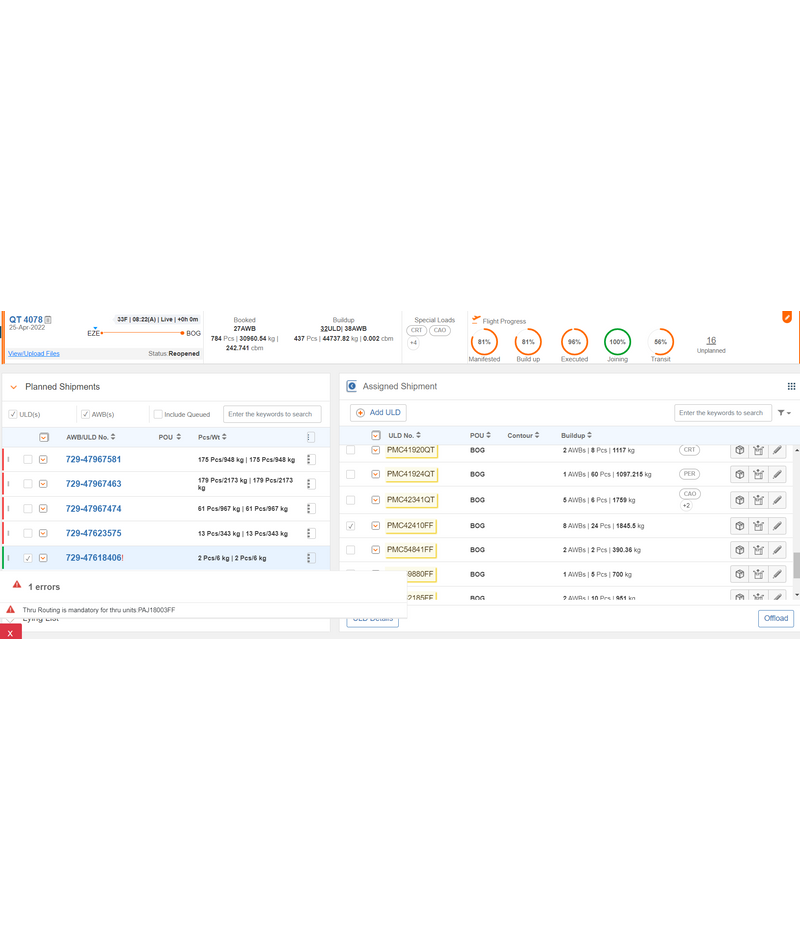 QT 4078
33F | 08:22(A) | Live | +0h 0m
25-Apr-2022
EZE
BOG
View/Upload Files
Status:Reopened
Booked
27AWB
784 Pcs | 30960.54 kg |
242.741 cbm
Buildup
32ULD| 38AWB
437 Pcs | 44737.82 kg | 0.002 cbm
Special Loads
CRT
CAO
+4
Flight Progress
81%
Manifested
81%
Build up
96%
Executed
100%
Joining
56%
Transit
16
Unplanned
Planned Shipments
ULD(s)
AWB(s)
Include Queued
Enter the keywords to search
AWB/ULD No.
POU
Pcs/Wt
729-47967581
175 Pcs/948 kg | 175 Pcs/948 kg
729-47967463
179 Pcs/2173 kg | 179 Pcs/2173
kg
729-47967474
61 Pcs/967 kg | 61 Pcs/967 kg
729-47623575
13 Pcs/343 kg | 13 Pcs/343 kg
729-47618406!
2 Pcs/6 kg | 2 Pcs/6 kg
1 errors
Thru Routing is mandatory for thru units:PAJ18003FF
Lying List
X
Assigned Shipment
Add ULD
Enter the keywords to search
ULD No.
POU
Contour
Buildup
PMC41920QT
BOG
2 AWBs | 8 Pcs | 1117 kg
CRT
PMC41924QT
BOG
1 AWBs | 60 Pcs | 1097.215 kg
PER
PMC42341QT
BOG
5 AWBs | 6 Pcs | 1759 kg
CAO
+2
PMC42410FF
BOG
8 AWBs | 24 Pcs | 1845.5 kg
PMC54841FF
BOG
2 AWBs | 2 Pcs | 390.36 kg
9880FF
BOG
1 AWBs | 5 Pcs | 700 kg
2185FF
BOG
2 AWBs | 10 Pcs | 951 kg
ULD Details
Offload